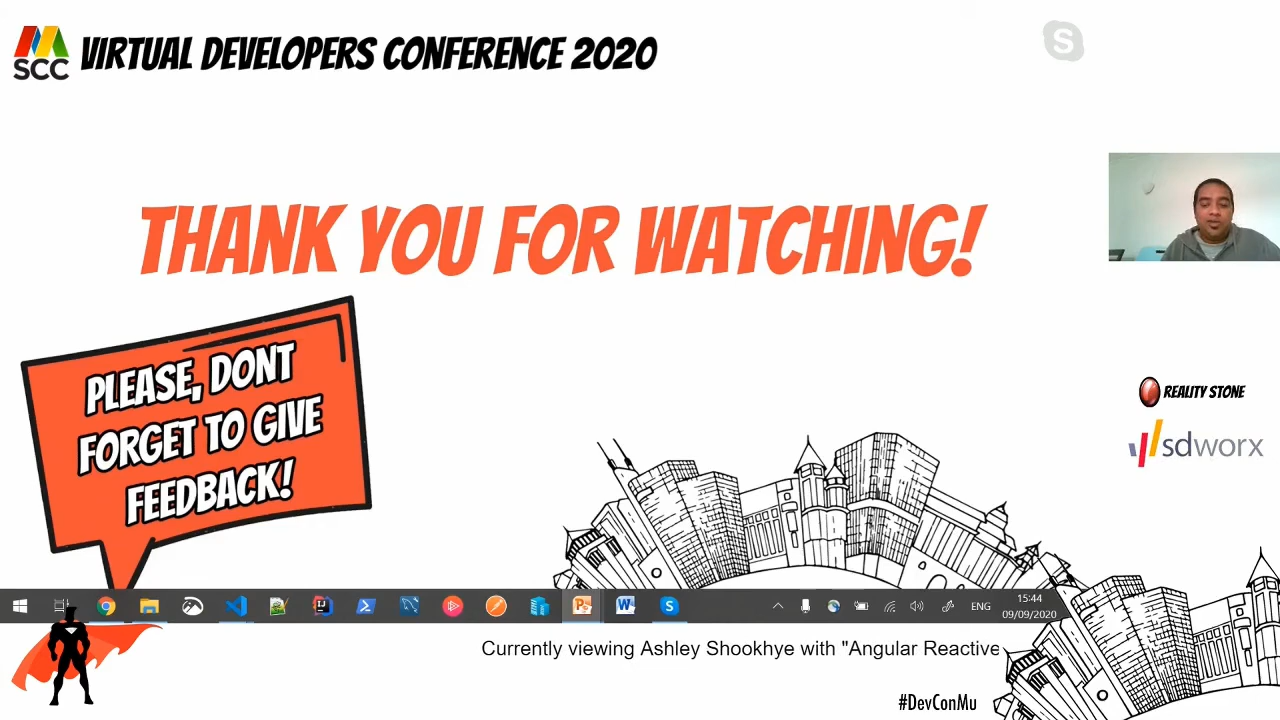 SCC
VIRTUAL DEVELOPERS CONFERENCE 2020
S
THANK YOU FOR WATCHING!
PLEASE, DONT
FORGET TO GIVE
FEEDBACK!
REALITY STONE
sdworx
ENG
15:44
09/09/2020
Currently viewing Ashley Shookhye with "Angular Reactive
#DevConMu